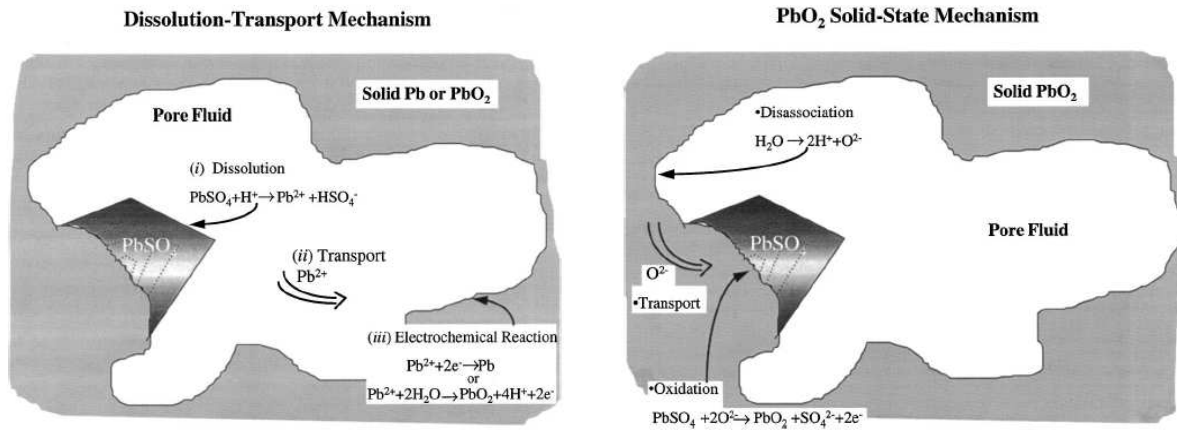 Dissolution-Transport Mechanism
Solid Pb or PbO₂
Pore Fluid
(i) Dissolution
PbSO₄+H⁺→Pb²⁺ +HSO₄⁻
PbSO₄
(ii) Transport
Pb²⁺
(iii) Electrochemical Reaction
Pb²⁺+2e⁻→Pb
or
Pb²⁺+2H₂O→PbO₂+4H⁺+2e⁻
PbO₂ Solid-State Mechanism
Solid PbO₂
•Disassociation
H₂O→2H⁺+O²⁻
PbSO₄
Pore Fluid
O²⁻
•Transport
•Oxidation
PbSO₄ +2O²⁻→ PbO₂ +SO₄²⁻+2e⁻